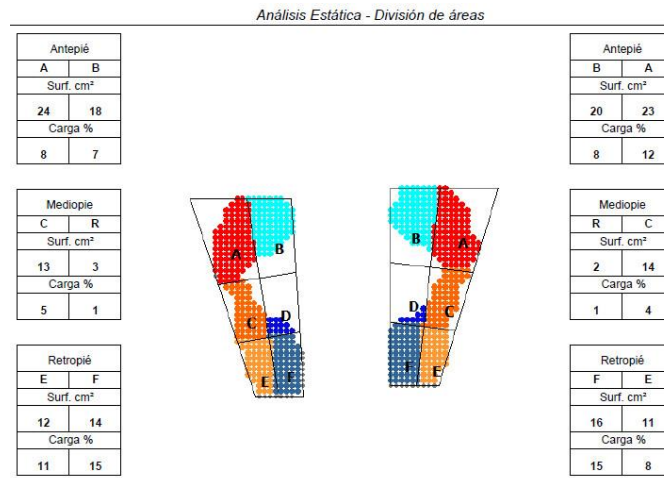 Análisis Estática - División de áreas
Antepié
A B
Surf. cm²
24 18
Carga %
8 7
Mediopie
C R
Surf. cm²
13 3
Carga %
5 1
Retropié
E F
Surf. cm²
12 14
Carga %
11 15
A
B
C
D
E
F
B
A
D
C
F
E
Antepié
B A
Surf. cm²
20 23
Carga %
8 12
Mediopie
R C
Surf. cm²
2 14
Carga %
1 4
Retropié
F E
Surf. cm²
16 11
Carga %
15 8